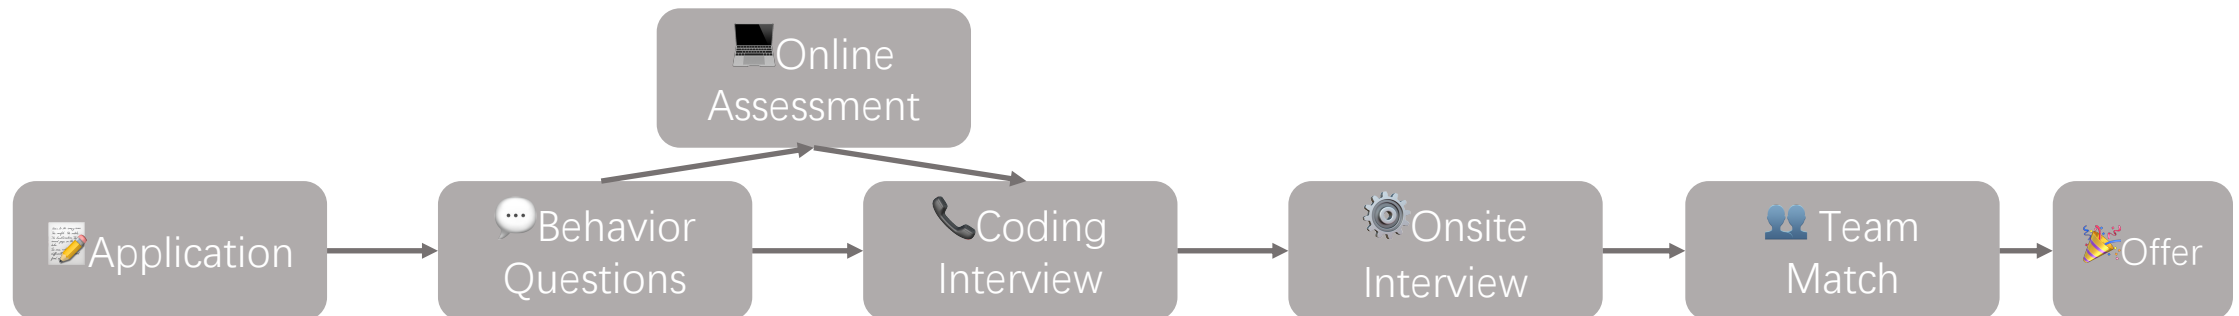 Online
Assessment
Application
Behavior
Questions
Coding
Interview
Onsite
Interview
Team
Match
Offer